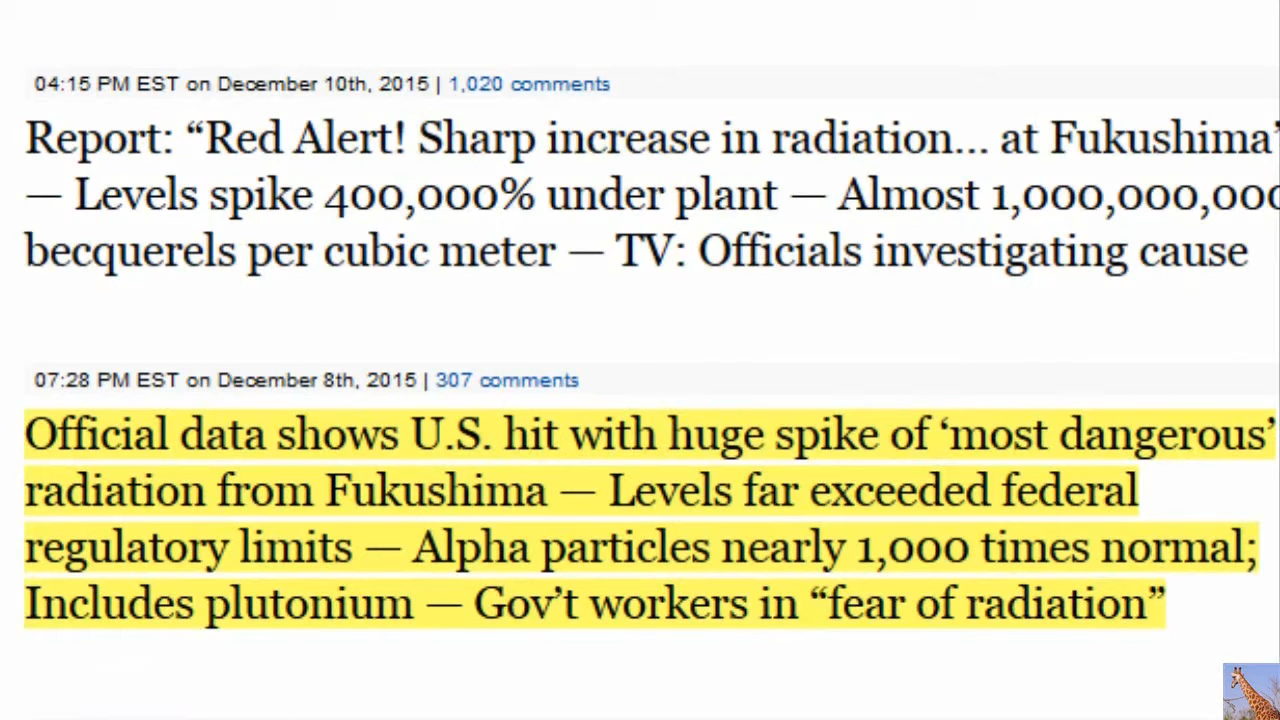 04:15 PM EST on December 10th, 2015 | 1,020 comments
Report: “Red Alert! Sharp increase in radiation… at Fukushima’
— Levels spike 400,000% under plant — Almost 1,000,000,000
becquerels per cubic meter — TV: Officials investigating cause
07:28 PM EST on December 8th, 2015 | 307 comments
Official data shows U.S. hit with huge spike of ‘most dangerous’
radiation from Fukushima — Levels far exceeded federal
regulatory limits — Alpha particles nearly 1,000 times normal;
Includes plutonium — Gov’t workers in “fear of radiation”